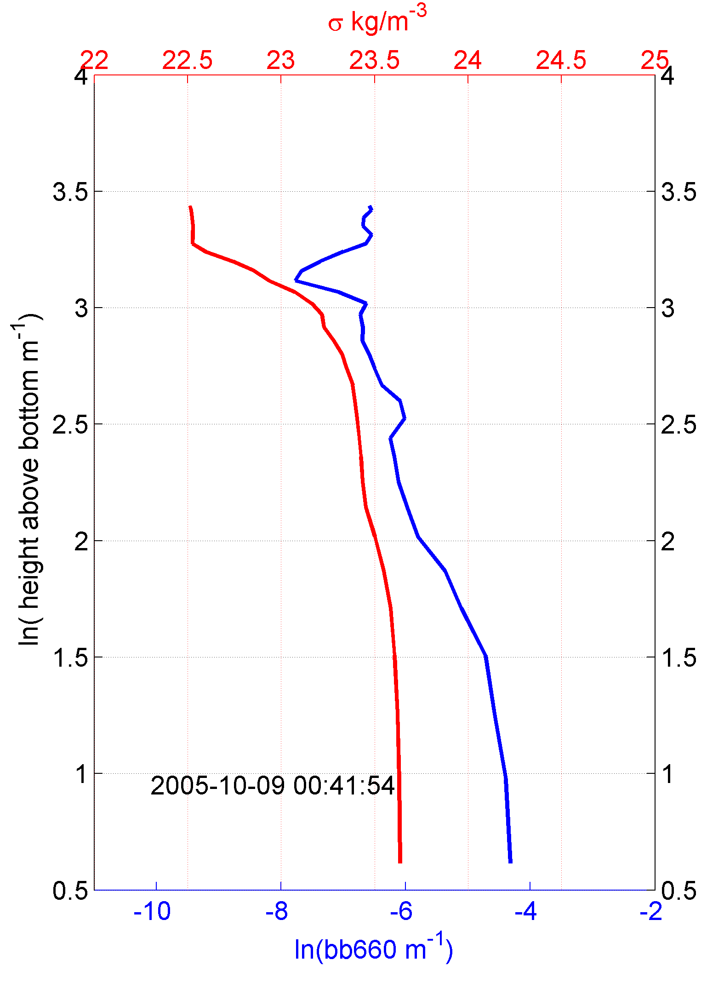 σ kg/m-3
22 22.5 23 23.5 24 24.5 25
4 4
3.5 3.5
3 3
2.5 2.5
2 2
1.5 1.5
1 1
0.5 0.5
ln( height above bottom m-1)
2005-10-09 00:41:54
-10 -8 -6 -4 -2
ln(bb660 m-1)